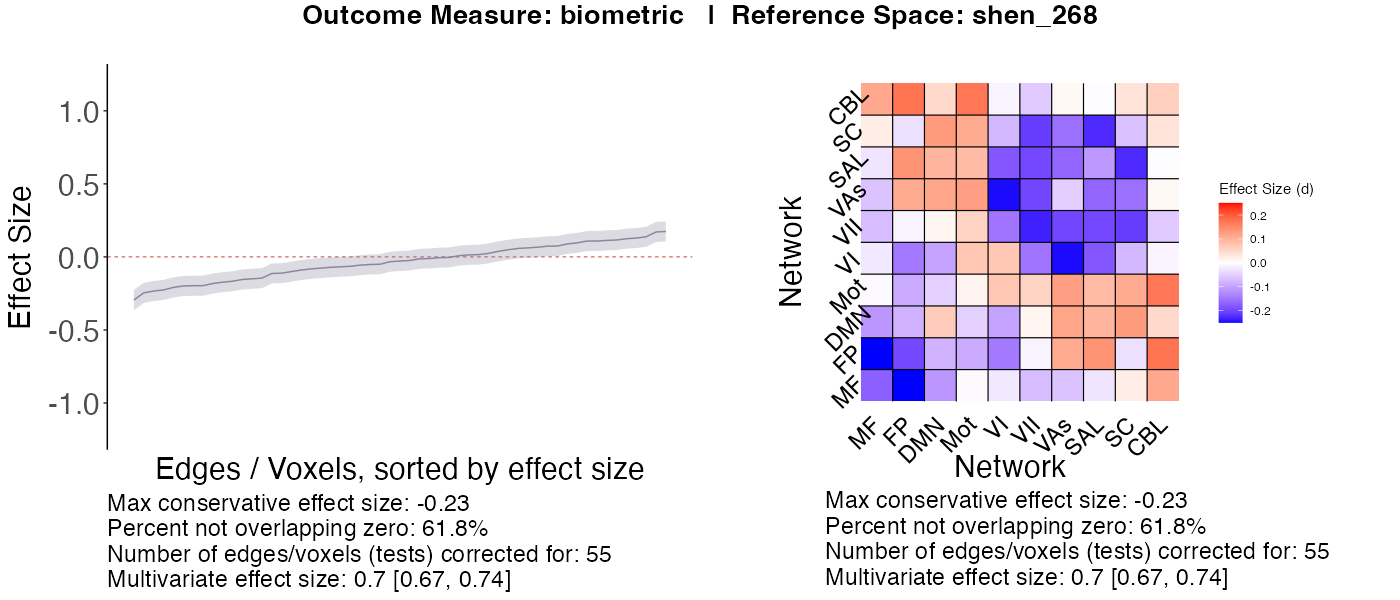 Outcome Measure: biometric | Reference Space: shen_268
Effect Size
1.0
0.5
0.0
-0.5
-1.0
Edges / Voxels, sorted by effect size
Max conservative effect size: -0.23
Percent not overlapping zero: 61.8%
Number of edges/voxels (tests) corrected for: 55
Multivariate effect size: 0.7 [0.67, 0.74]
Network
CBL
SC
SAL
VAs
VII
VI
Mot
DMN
FP
MF
MF FP DMN Mot VI VII VAs SAL SC CBL
Network
Effect Size (d)
0.2
0.1
0.0
-0.1
-0.2
Max conservative effect size: -0.23
Percent not overlapping zero: 61.8%
Number of edges/voxels (tests) corrected for: 55
Multivariate effect size: 0.7 [0.67, 0.74]